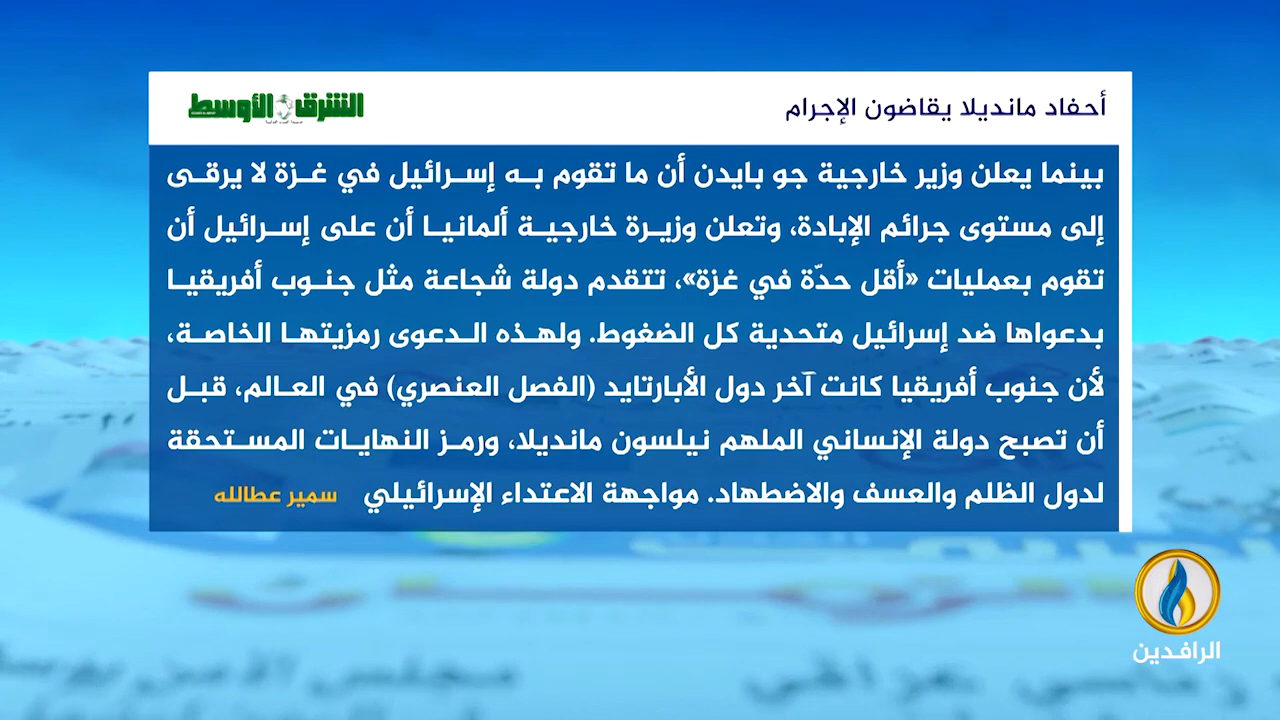 أحفاد مانديلا يقاضون الإجرام
الشرق الأوسط
بينما يعلن وزير خارجية جو بايدن أن ما تقوم به إسرائيل في غزة لا يرقى
إلى مستوى جرائم الإبادة، وتعلن وزيرة خارجية ألمانيا أن على إسرائيل أن
تقوم بعمليات «أقل حدّة في غزة»، تتقدم دولة شجاعة مثل جنوب أفريقيا
بدعواها ضد إسرائيل متحدية كل الضغوط. ولهذه الدعوى رمزيتها الخاصة،
لأن جنوب أفريقيا كانت آخر دول الأبارتايد (الفصل العنصري) في العالم، قبل
أن تصبح دولة الإنساني الملهم نيلسون مانديلا، ورمز النهايات المستحقة
لدول الظلم والعسف والاضطهاد. مواجهة الاعتداء الإسرائيلي سمير عطالله
الرافدين
مجلس الأمن